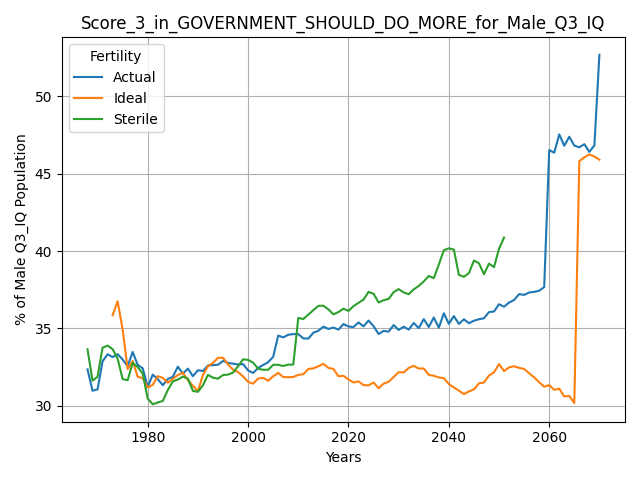 Score_3_in_GOVERNMENT_SHOULD_DO_MORE_for_Male_Q3_IQ
Fertility
Actual
Ideal
Sterile
% of Male Q3_IQ Population
50
45
40
35
30
1980
2000
2020
2040
2060
Years